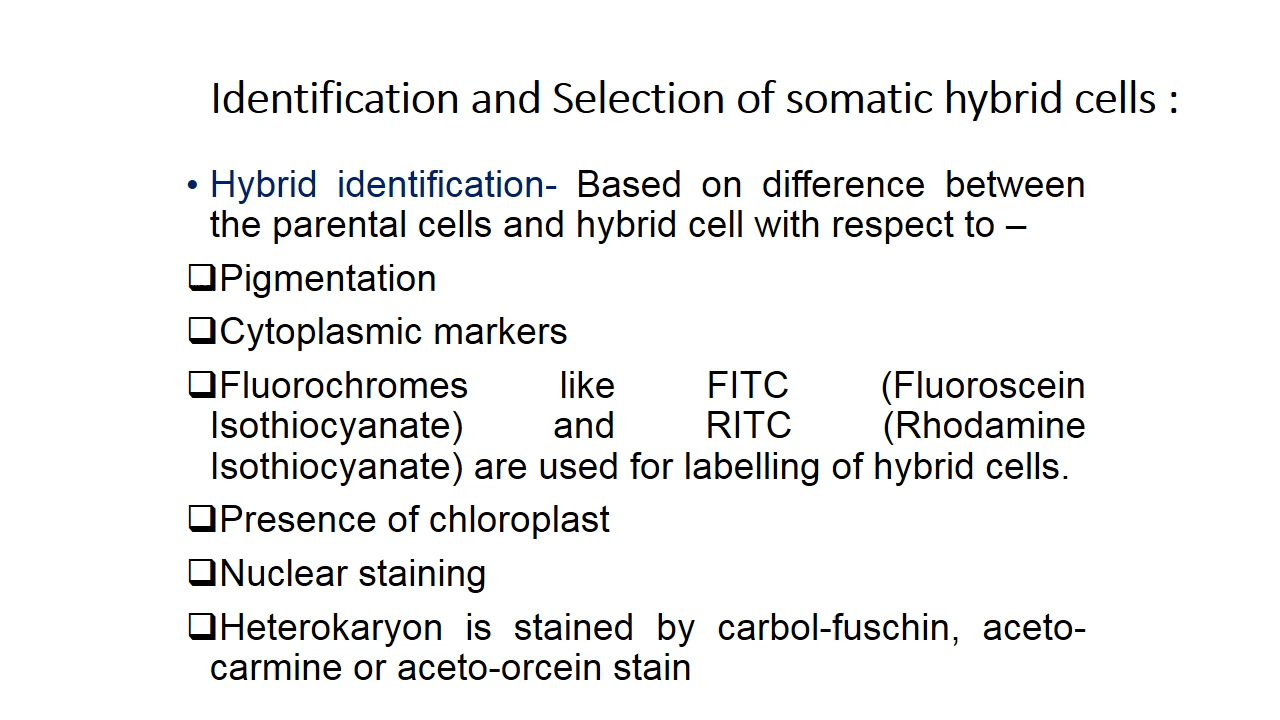 Identification and Selection of somatic hybrid cells :
• Hybrid identification- Based on difference between
the parental cells and hybrid cell with respect to –
❑Pigmentation
❑Cytoplasmic markers
❑Fluorochromes like FITC (Fluoroscein
Isothiocyanate) and RITC (Rhodamine
Isothiocyanate) are used for labelling of hybrid cells.
❑Presence of chloroplast
❑Nuclear staining
❑Heterokaryon is stained by carbol-fuschin, aceto-
carmine or aceto-orcein stain